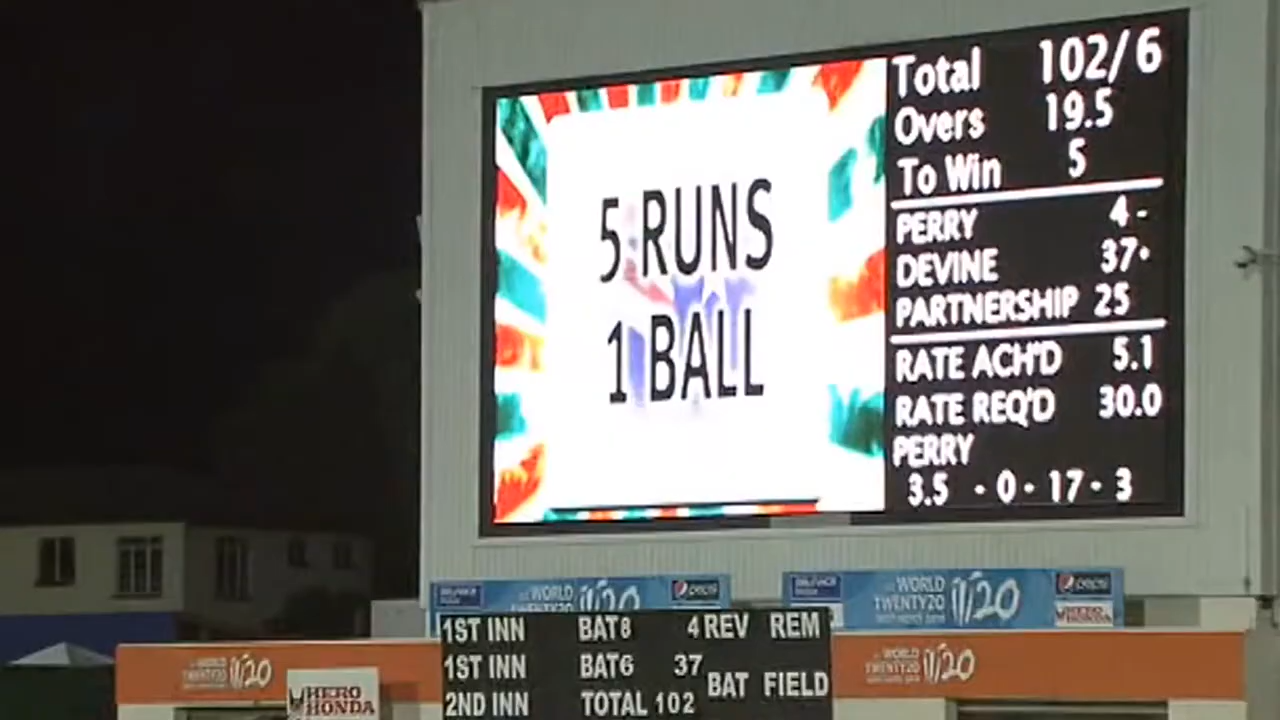 5 RUNS
1 BALL
Total 102/6
Overs 19.5
To Win 5
PERRY 4 -
DEVINE 37•
PARTNERSHIP 25
RATE ACH'D 5.1
RATE REQ'D 30.0
PERRY
3.5 - 0 - 17 - 3
WORLD
TWENTY20
pepsi
WORLD
TWENTY20
pepsi
HERO HONDA
1ST INN BAT8 4 REV REM
1ST INN BAT6 37
BAT FIELD
2ND INN TOTAL 102
WORLD
HERO
HONDA
WORLD